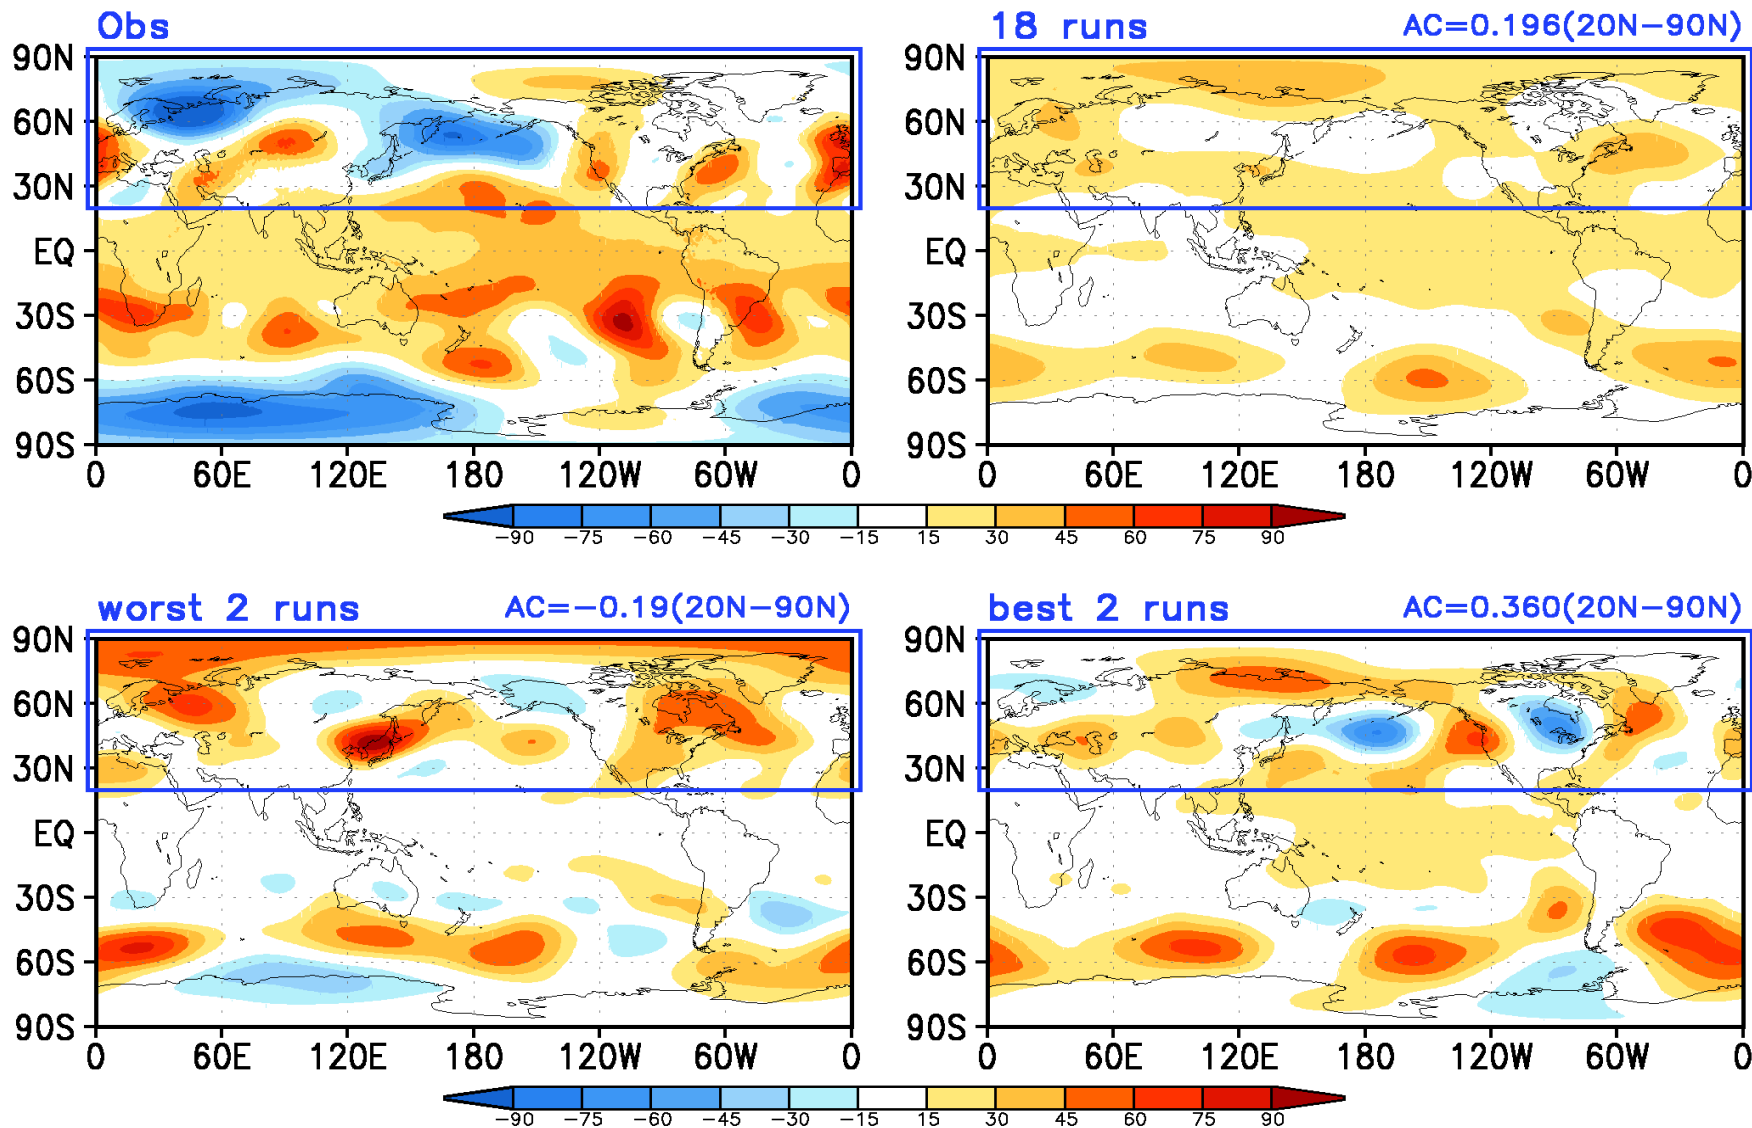 Obs
18 runs AC=0.196(20N−90N)
90N
60N
30N
EQ
30S
60S
90S
0 60E 120E 180 120W 60W 0
0 60E 120E 180 120W 60W 0
−90 −75 −60 −45 −30 −15 15 30 45 60 75 90
worst 2 runs AC=−0.19(20N−90N)
best 2 runs AC=0.360(20N−90N)
90N
60N
30N
EQ
30S
60S
90S
90N
60N
30N
EQ
30S
60S
90S
90N
60N
30N
EQ
30S
60S
90S
0 60E 120E 180 120W 60W 0
0 60E 120E 180 120W 60W 0
−90 −75 −60 −45 −30 −15 15 30 45 60 75 90